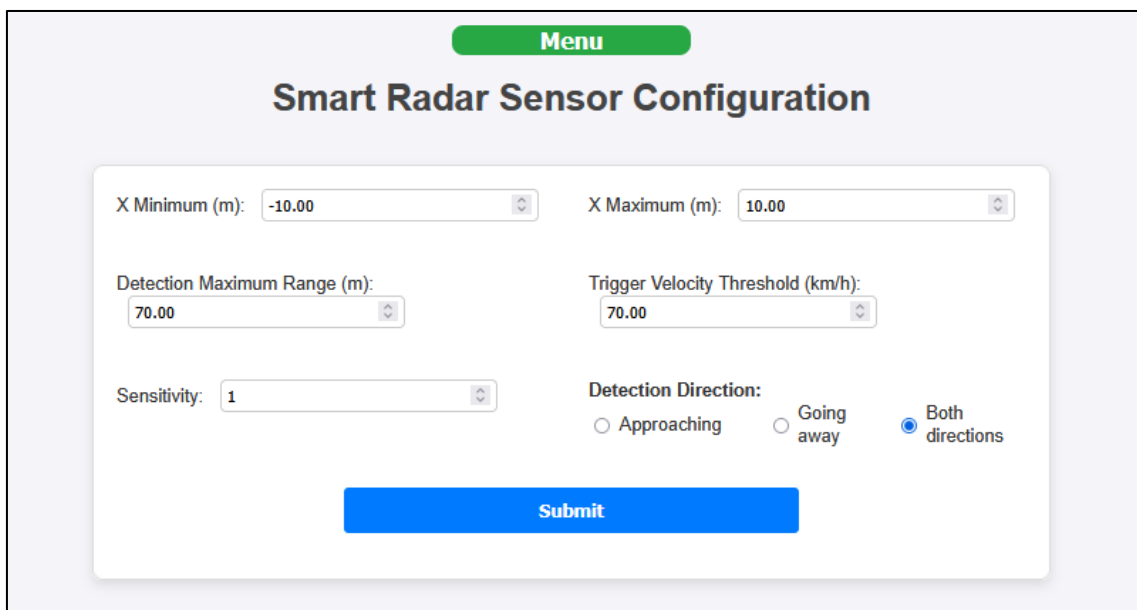 Menu
Smart Radar Sensor Configuration
X Minimum (m): -10.00
X Maximum (m): 10.00
Detection Maximum Range (m):
70.00
Trigger Velocity Threshold (km/h):
70.00
Sensitivity: 1
Detection Direction:
Approaching
Going
away
Both
directions
Submit